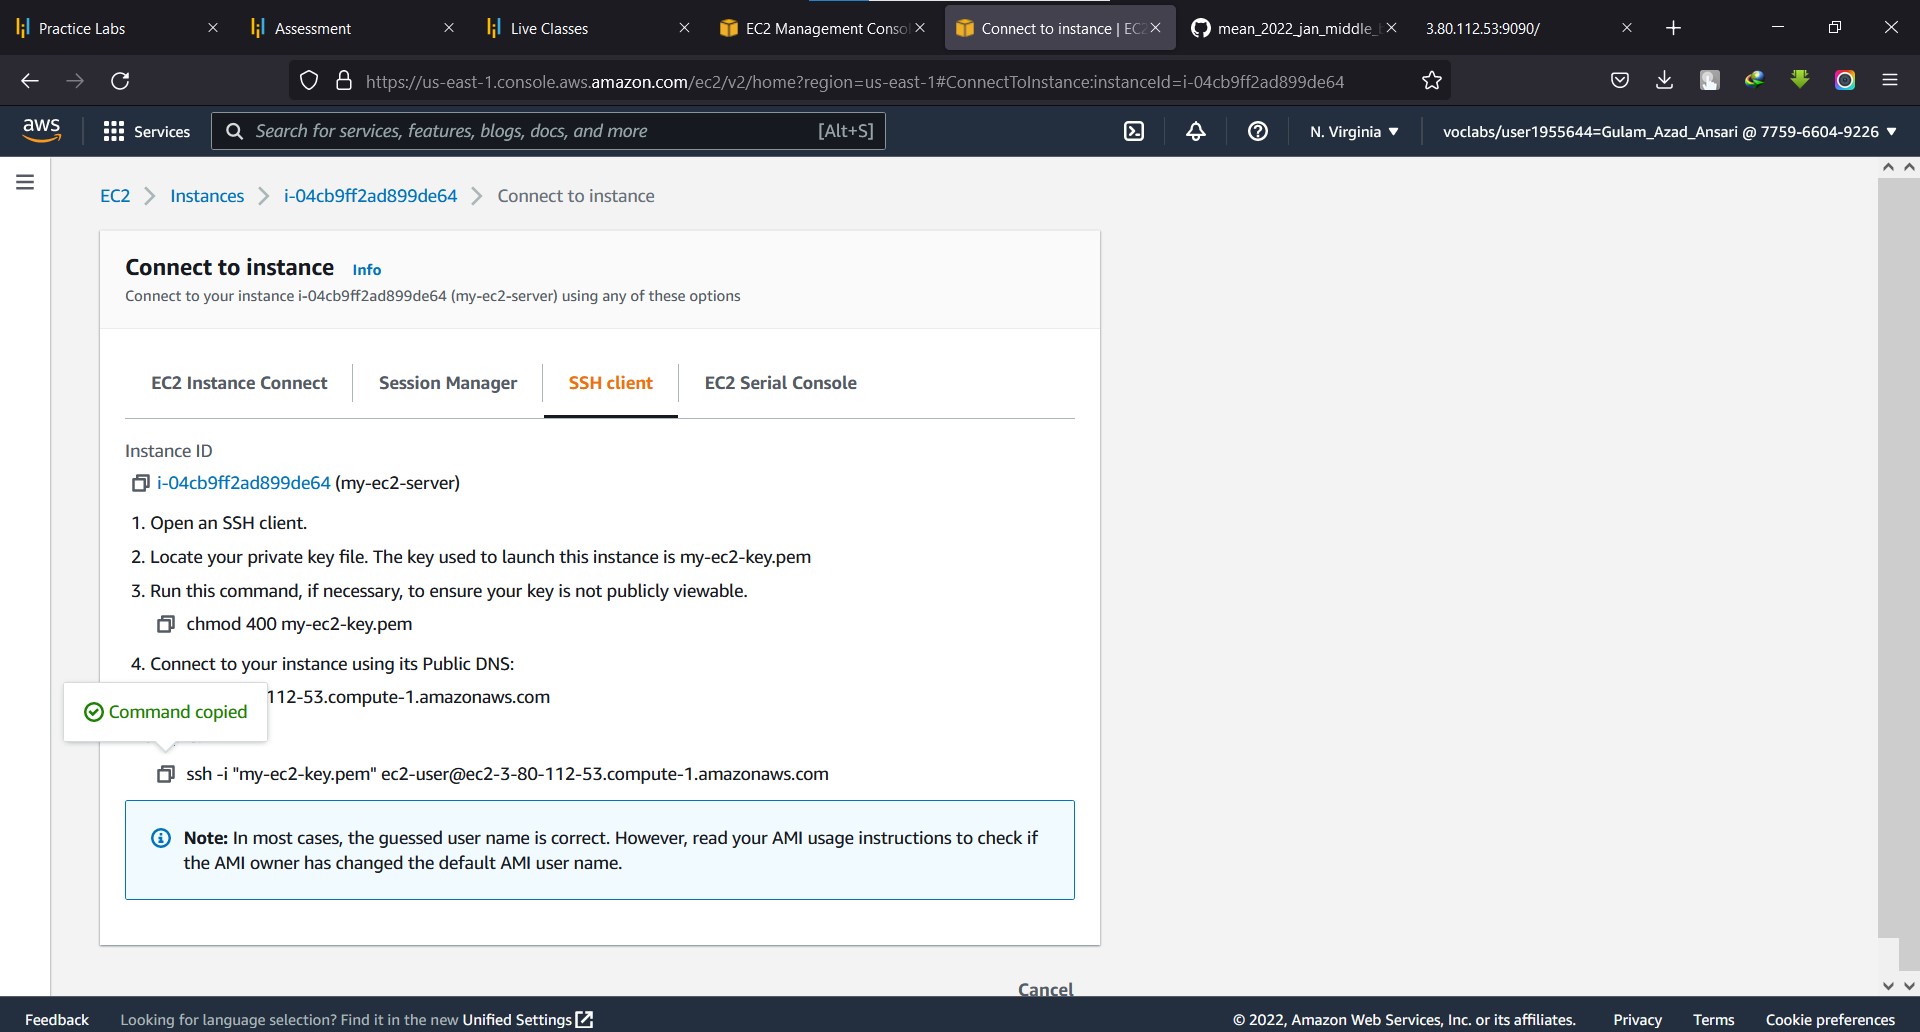 Practice Labs
Assessment
Live Classes
EC2 Management Conso
Connect to instance | EC2
mean_2022_jan_middle_
3.80.112.53:9090/
https://us-east-1.console.aws.amazon.com/ec2/v2/home?region=us-east-1#ConnectToInstance:instanceId=i-04cb9ff2ad899de64
aws
Services
Search for services, features, blogs, docs, and more
[Alt+S]
N. Virginia
voclabs/user1955644=Gulam_Azad_Ansari @ 7759-6604-9226
EC2
Instances
i-04cb9ff2ad899de64
Connect to instance
Connect to instance Info
Connect to your instance i-04cb9ff2ad899de64 (my-ec2-server) using any of these options
EC2 Instance Connect
Session Manager
SSH client
EC2 Serial Console
Instance ID
i-04cb9ff2ad899de64 (my-ec2-server)
1. Open an SSH client.
2. Locate your private key file. The key used to launch this instance is my-ec2-key.pem
3. Run this command, if necessary, to ensure your key is not publicly viewable.
chmod 400 my-ec2-key.pem
4. Connect to your instance using its Public DNS:
112-53.compute-1.amazonaws.com
Command copied
ssh -i "my-ec2-key.pem" ec2-user@ec2-3-80-112-53.compute-1.amazonaws.com
Note: In most cases, the guessed user name is correct. However, read your AMI usage instructions to check if
the AMI owner has changed the default AMI user name.
Cancel
Feedback
Looking for language selection? Find it in the new Unified Settings
© 2022, Amazon Web Services, Inc. or its affiliates.
Privacy
Terms
Cookie preferences